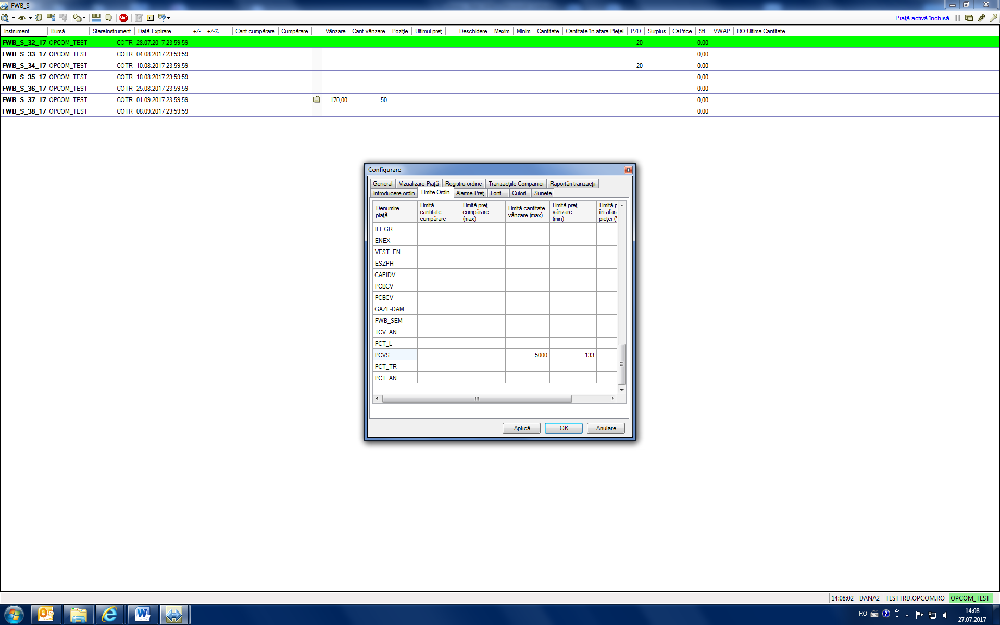 FWB_S
Piață activă închisă
Instrument Bursă StareInstrument Dată Expirare +/- +/-% Cant cumpărare Cumpărare Vânzare Cant vânzare Poziție Ultimul preț Deschidere Maxim Minim Cantitate Cantitate în afara Pieței P/D Surplus CaPrice Stl. VWAP RO:Ultima Cantitate
FWB_S_32_17 OPCOM_TEST COTR 28.07.2017 23:59:59 20 0,00
FWB_S_33_17 OPCOM_TEST COTR 04.08.2017 23:59:59 0,00
FWB_S_34_17 OPCOM_TEST COTR 10.08.2017 23:59:59 20 0,00
FWB_S_35_17 OPCOM_TEST COTR 18.08.2017 23:59:59 0,00
FWB_S_36_17 OPCOM_TEST COTR 25.08.2017 23:59:59 0,00
FWB_S_37_17 OPCOM_TEST COTR 01.09.2017 23:59:59 170,00 50 0,00
FWB_S_38_17 OPCOM_TEST COTR 08.09.2017 23:59:59 0,00
Configurare
General Vizualizare Piață Registru ordine Tranzacțiile Companiei Raportări tranzacții
Introducere ordin Limite Ordin Alarme Preț Font Culori Sunete
Denumire piață
Limită cantitate cumpărare
Limită preț cumpărare (max)
Limită cantitate vânzare (max)
Limită preț vânzare (min)
Limită p
în afara
pieței (
ILI_GR
ENEX
VEST_EN
ESZPH
CAPIDV
PCBCV
PCBCV_
GAZE-DAM
FWB_SEM
TCV_AN
PCT_L
PCVS 5000 133
PCT_TR
PCT_AN
Aplică OK Anulare
14:08:02 DANA2 TESTTRD.OPCOM.RO OPCOM_TEST
RO 14:08
27.07.2017